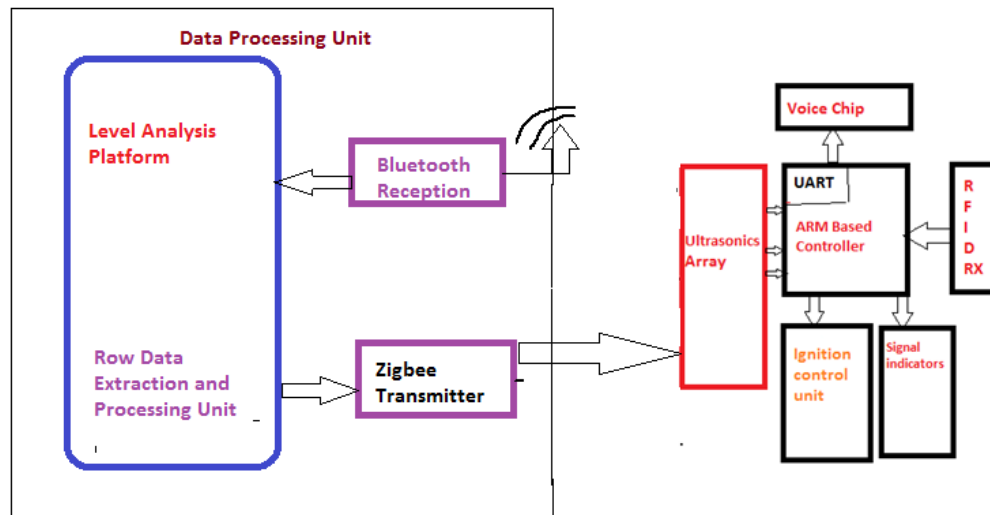 Data Processing Unit
Level Analysis
Platform
Bluetooth
Reception
Row Data
Extraction and
Processing Unit
Zigbee
Transmitter
Ultrasonics
Array
Voice Chip
UART
ARM Based
Controller
R
F
I
D
RX
Ignition
control
unit
Signal
indicators